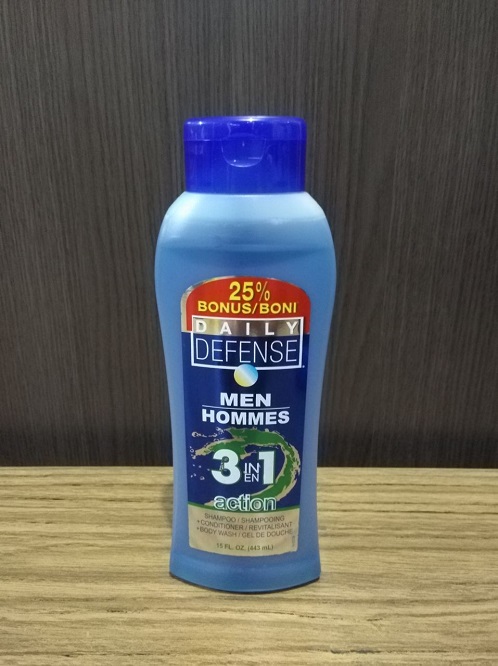 25%
BONUS/BONI
DAILY
DEFENSE
MEN
HOMMES
3 IN EN 1
action
SHAMPOO / SHAMPOOING
+CONDITIONER / REVITALISANT
+BODY WASH / GEL DE DOUCHE
15 FL. OZ. (443 mL)